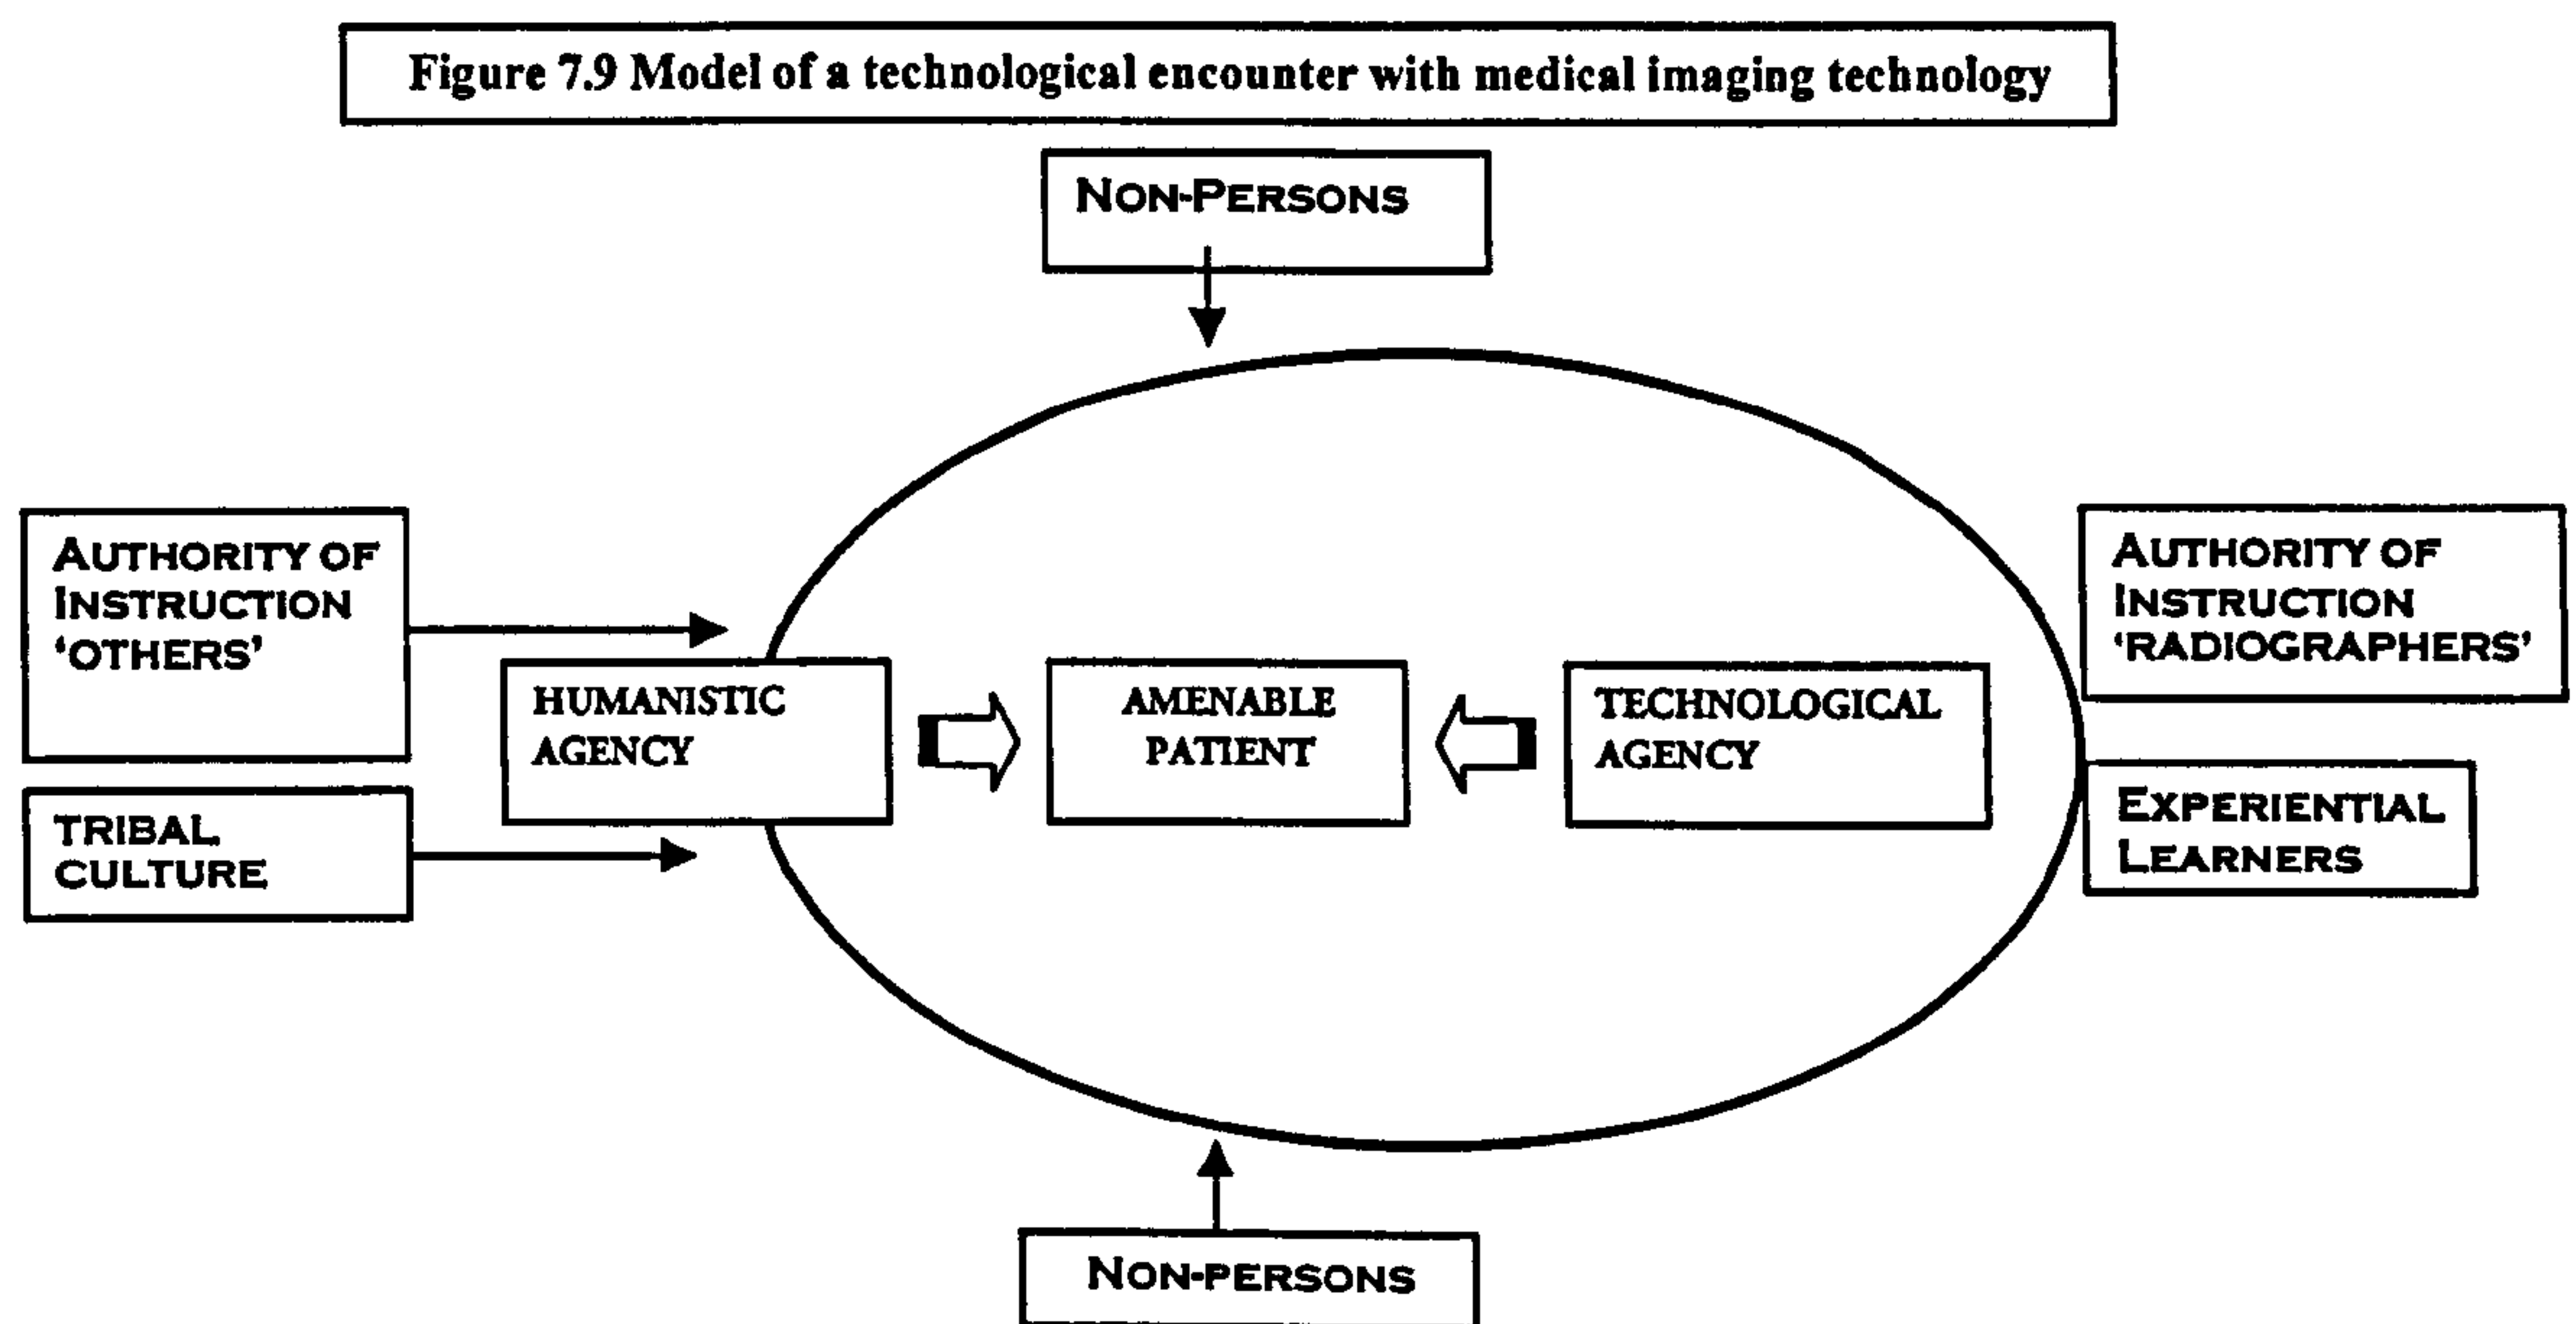 Figure 7.9 Model of a technological encounter with medical imaging technology
NON-PERSONS
AUTHORITY OF
INSTRUCTION
‘OTHERS’
TRIBAL
CULTURE
HUMANISTIC
AGENCY
AMENABLE
PATIENT
TECHNOLOGICAL
AGENCY
AUTHORITY OF
INSTRUCTION
‘RADIOGRAPHERS’
EXPERIENTIAL
LEARNERS
NON-PERSONS